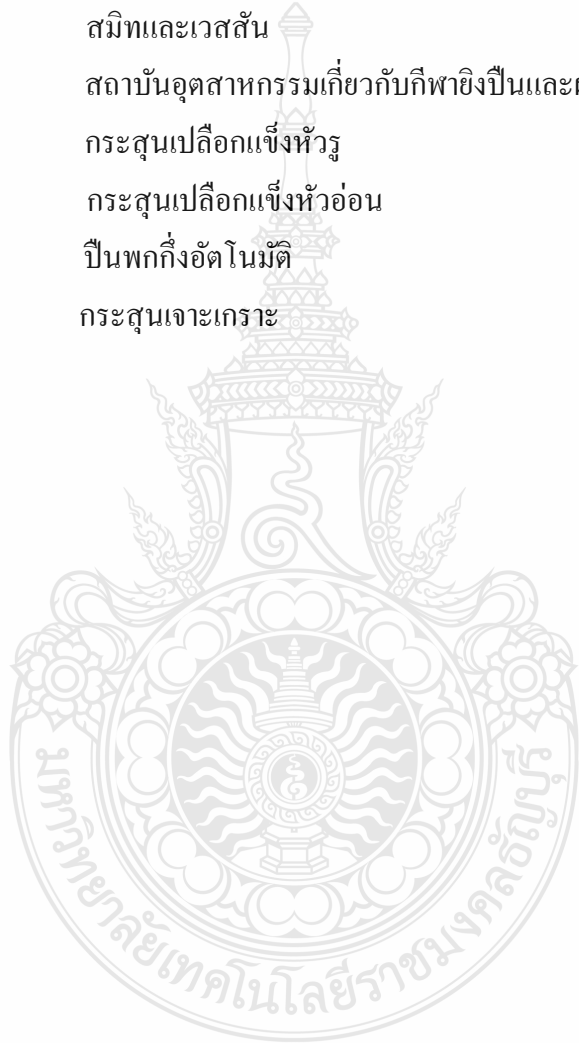 สมิทและเวสสัน
สถาบันอุตสาหกรรมเกี่ยวกับกีฬายิงปืนและ
กระสุนเปลือกแข็งหัวรู
กระสุนเปลือกแข็งหัวอ่อน
ปืนพกกึ่งอัตโนมัติ
กระสุนเจาะเกราะ
มหาวิทยาลัยเทคโนโลยีราชมงคลธัญบุรี